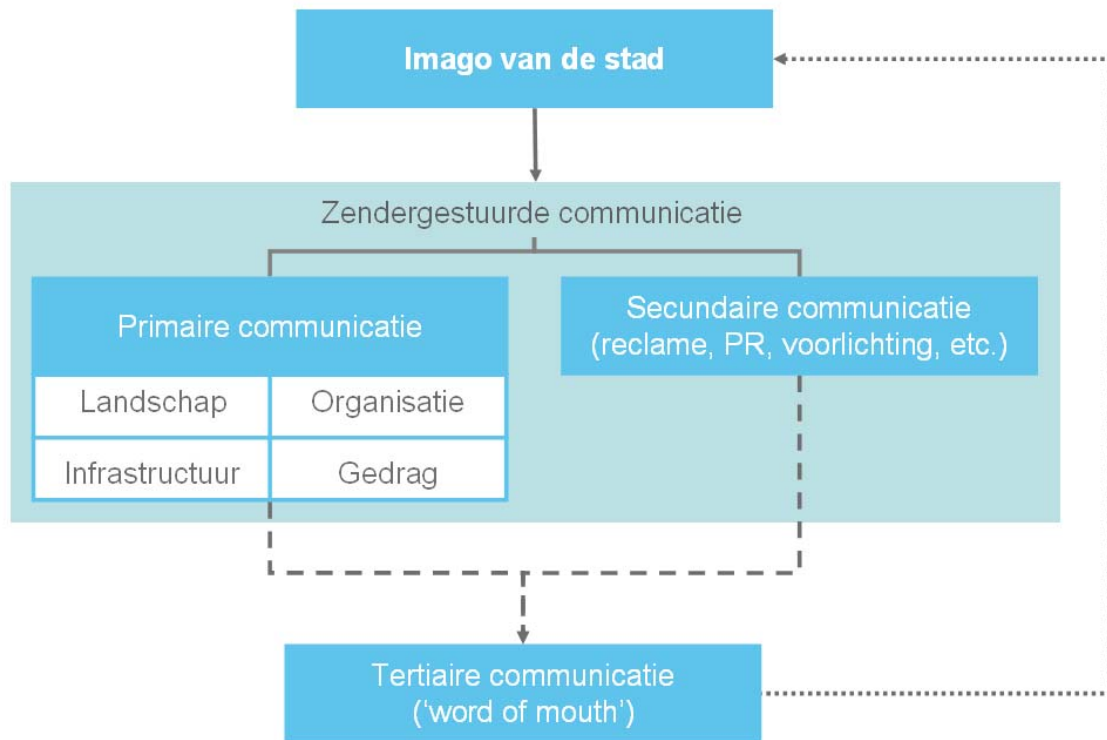 Imago van de stad
Zendergestuurde communicatie
Primaire communicatie
Landschap
Organisatie
Infrastructuur
Gedrag
Secundaire communicatie
(reclame, PR, voorlichting, etc.)
Tertiaire communicatie
(‘word of mouth’)